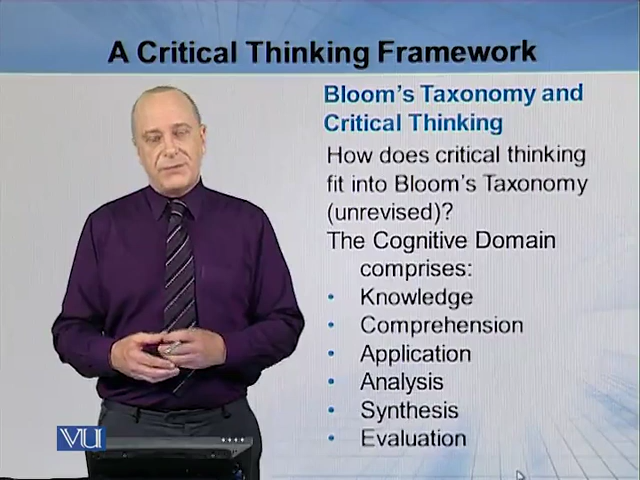 A Critical Thinking Framework
Bloom's Taxonomy and
Critical Thinking
How does critical thinking
fit into Bloom's Taxonomy
(unrevised)?
The Cognitive Domain
comprises:
• Knowledge
• Comprehension
• Application
• Analysis
• Synthesis
• Evaluation
VU